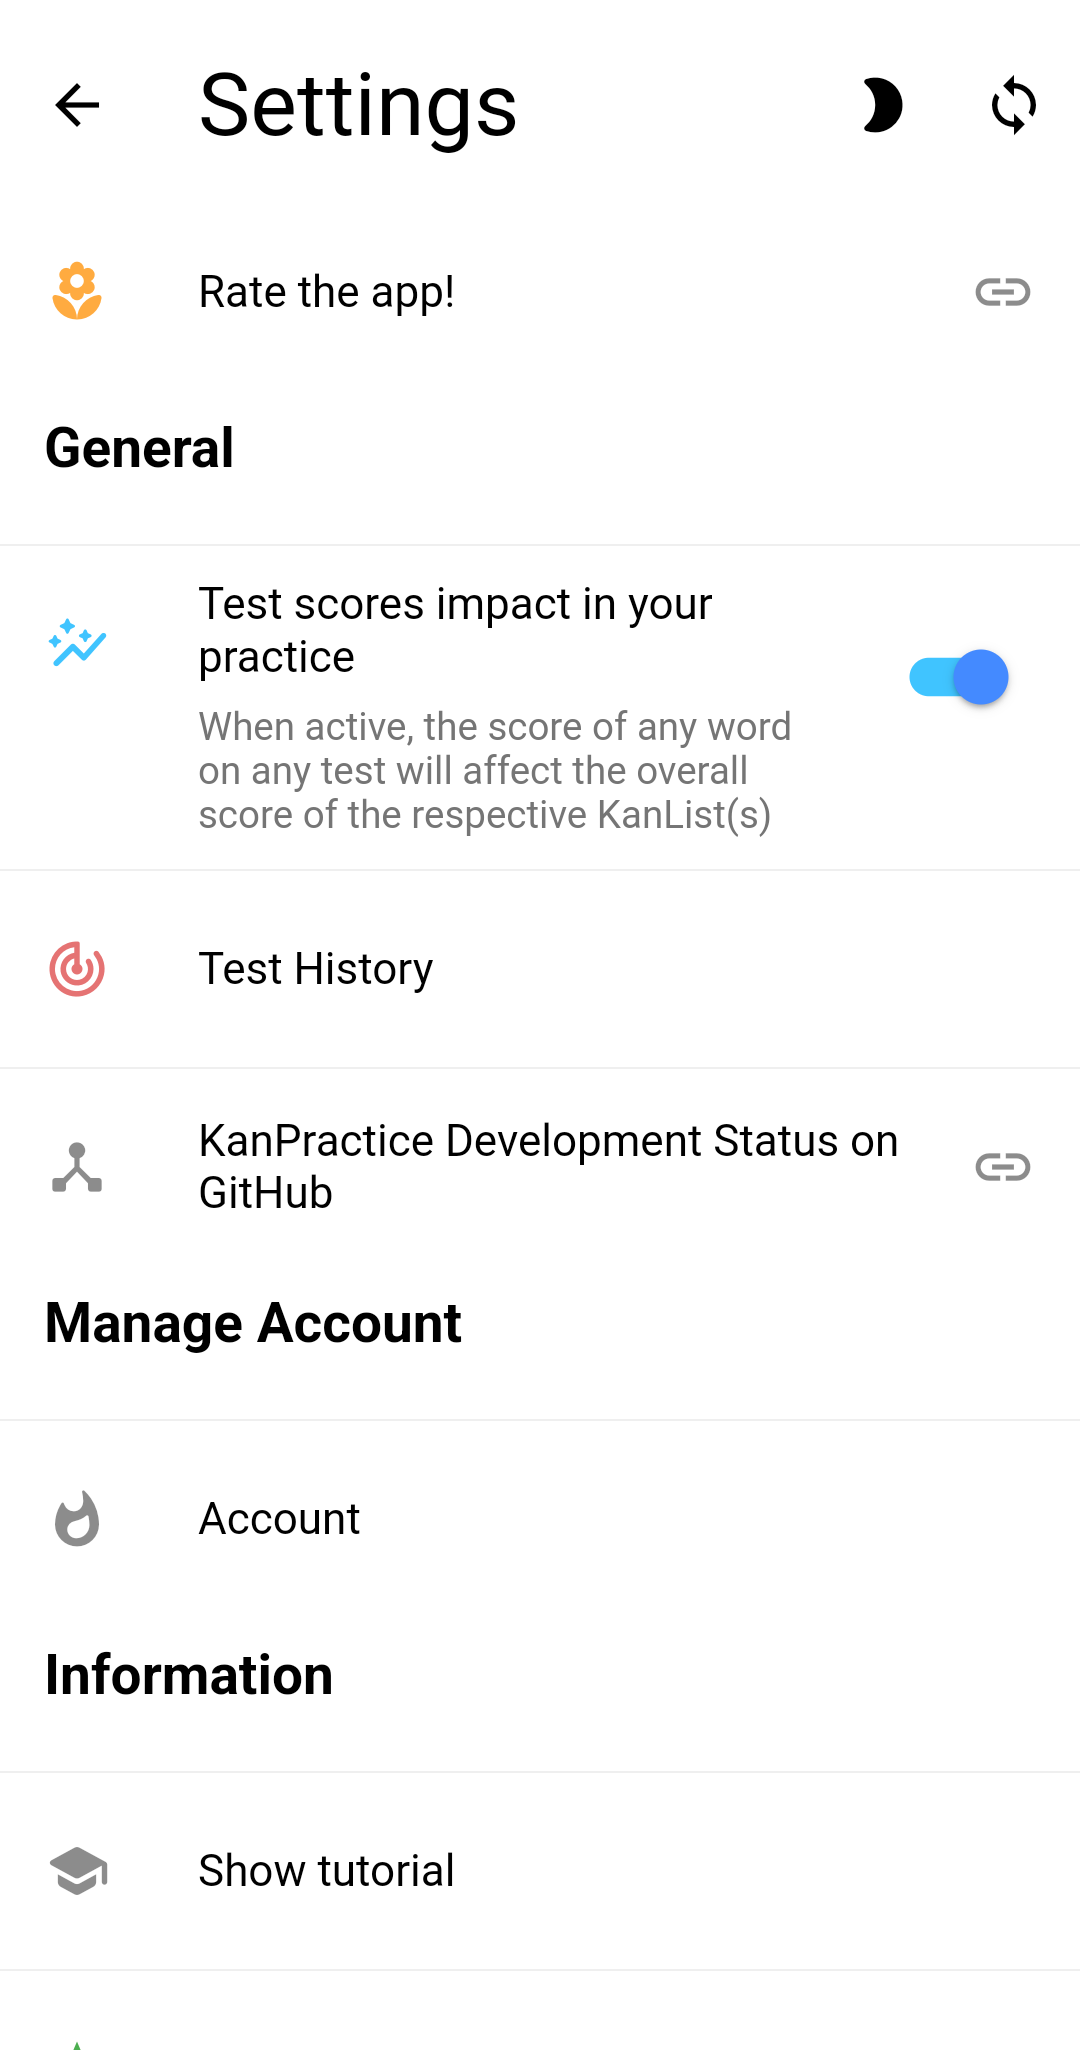 Settings
Rate the app!
General
Test scores impact in your
practice
When active, the score of any word
on any test will affect the overall
score of the respective KanList(s)
Test History
KanPractice Development Status on
GitHub
Manage Account
Account
Information
Show tutorial